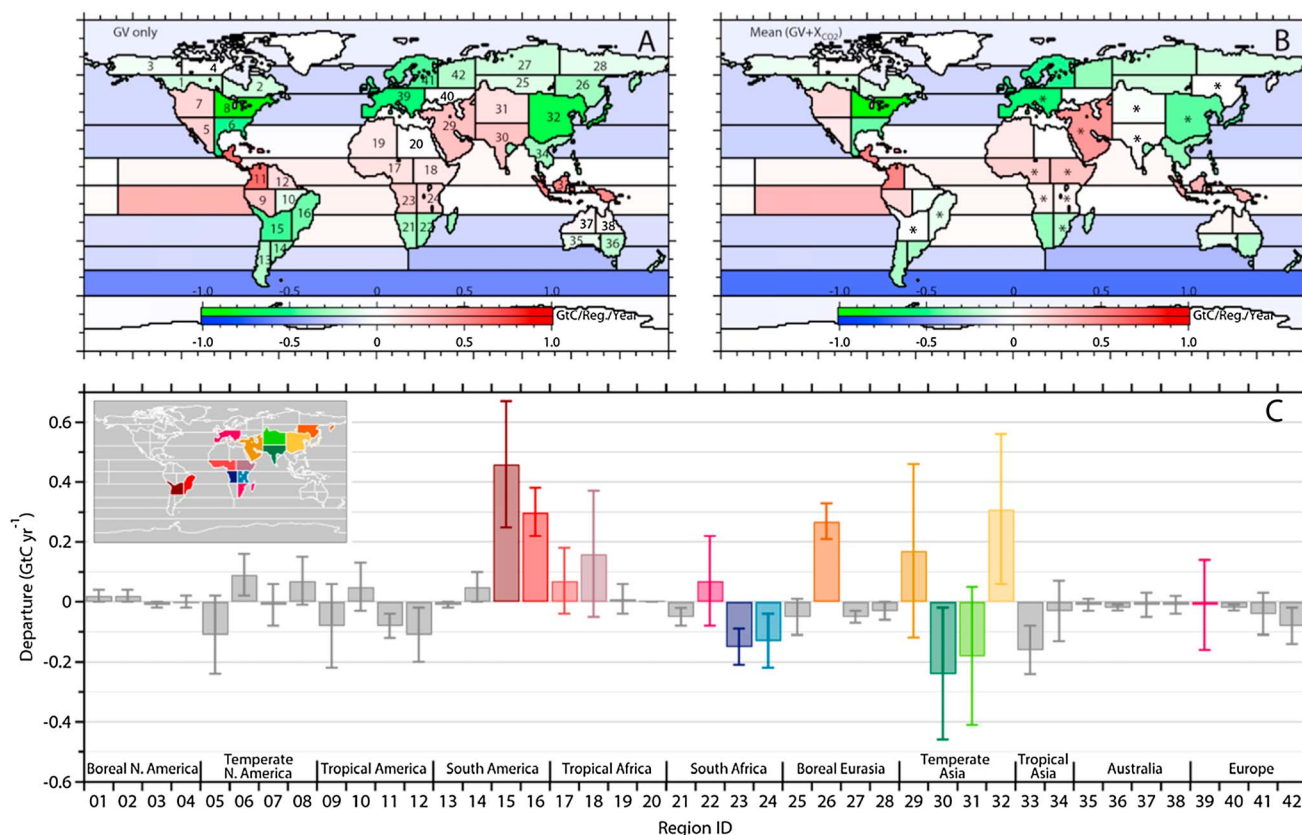 GV only
A
3
4
1
2
7
8
5
6
11
12
9
10
16
15
14
13
27
28
42
41
25
26
39
40
31
32
29
30
19
20
34
17
18
23
24
21
22
37
38
35
36
-1.0 -0.5 0 0.5 1.0
GtC/Reg./Year
-1.0 -0.5 0 0.5 1.0
Mean (GV+XCO2)
B
* * * * * * * * * * * * *
-1.0 -0.5 0 0.5 1.0
GtC/Reg./Year
-1.0 -0.5 0 0.5 1.0
C
Departure (GtC yr-1)
0.6
0.4
0.2
0
-0.2
-0.4
-0.6
Boreal N. America
Temperate
N. America
Tropical America
South America
Tropical Africa
South Africa
Boreal Eurasia
Temperate
Asia
Tropical
Asia
Australia
Europe
01 02 03 04 05 06 07 08 09 10 11 12 13 14 15 16 17 18 19 20 21 22 23 24 25 26 27 28 29 30 31 32 33 34 35 36 37 38 39 40 41 42
Region ID